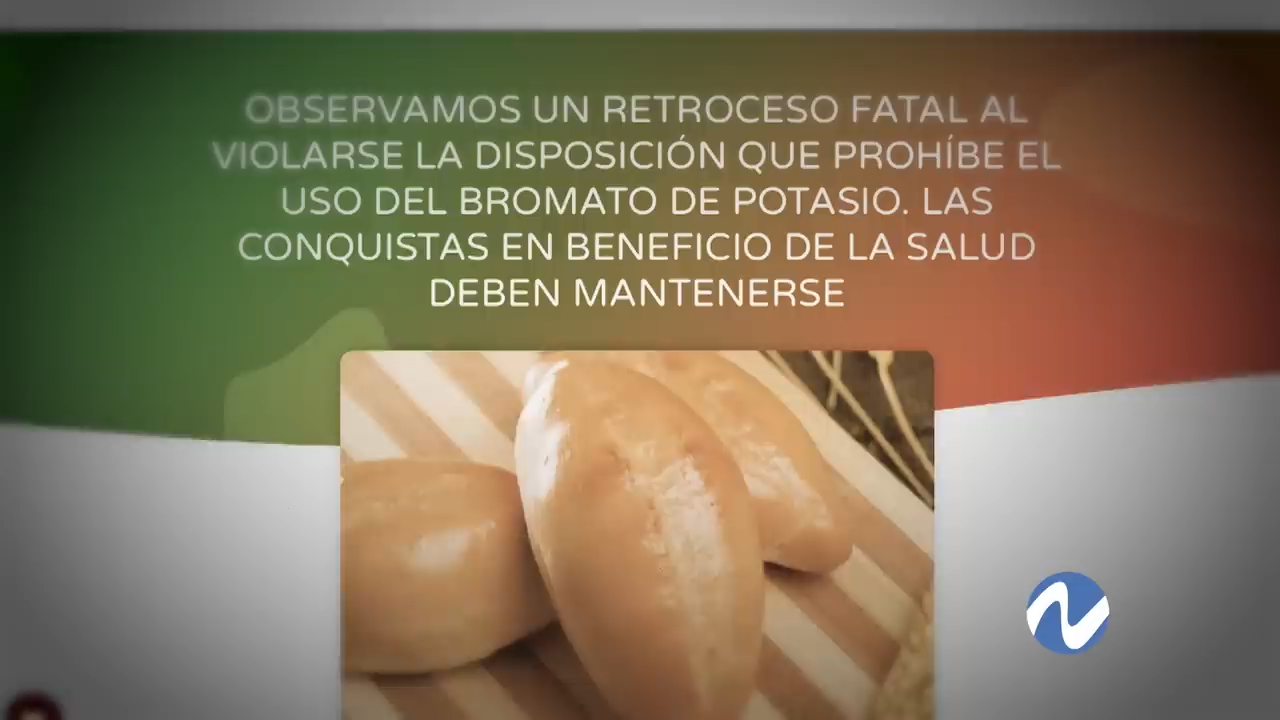 OBSERVAMOS UN RETROCESO FATAL AL
VIOLARSE LA DISPOSICIÓN QUE PROHÍBE EL
USO DEL BROMATO DE POTASIO. LAS
CONQUISTAS EN BENEFICIO DE LA SALUD
DEBEN MANTENERSE